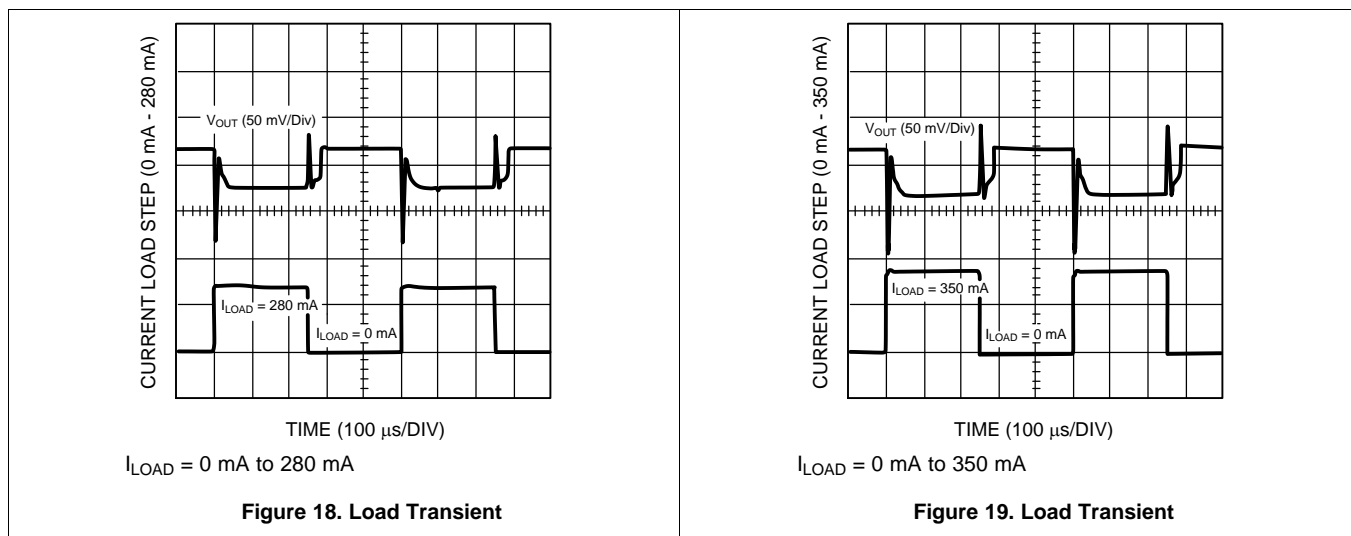 CURRENT LOAD STEP (0 mA - 280 mA)
VOUT (50 mV/Div)
ILOAD = 280 mA
ILOAD = 0 mA
TIME (100 µs/DIV)
ILOAD = 0 mA to 280 mA
Figure 18. Load Transient
CURRENT LOAD STEP (0 mA - 350 mA)
VOUT (50 mV/Div)
ILOAD = 350 mA
ILOAD = 0 mA
TIME (100 µs/DIV)
ILOAD = 0 mA to 350 mA
Figure 19. Load Transient